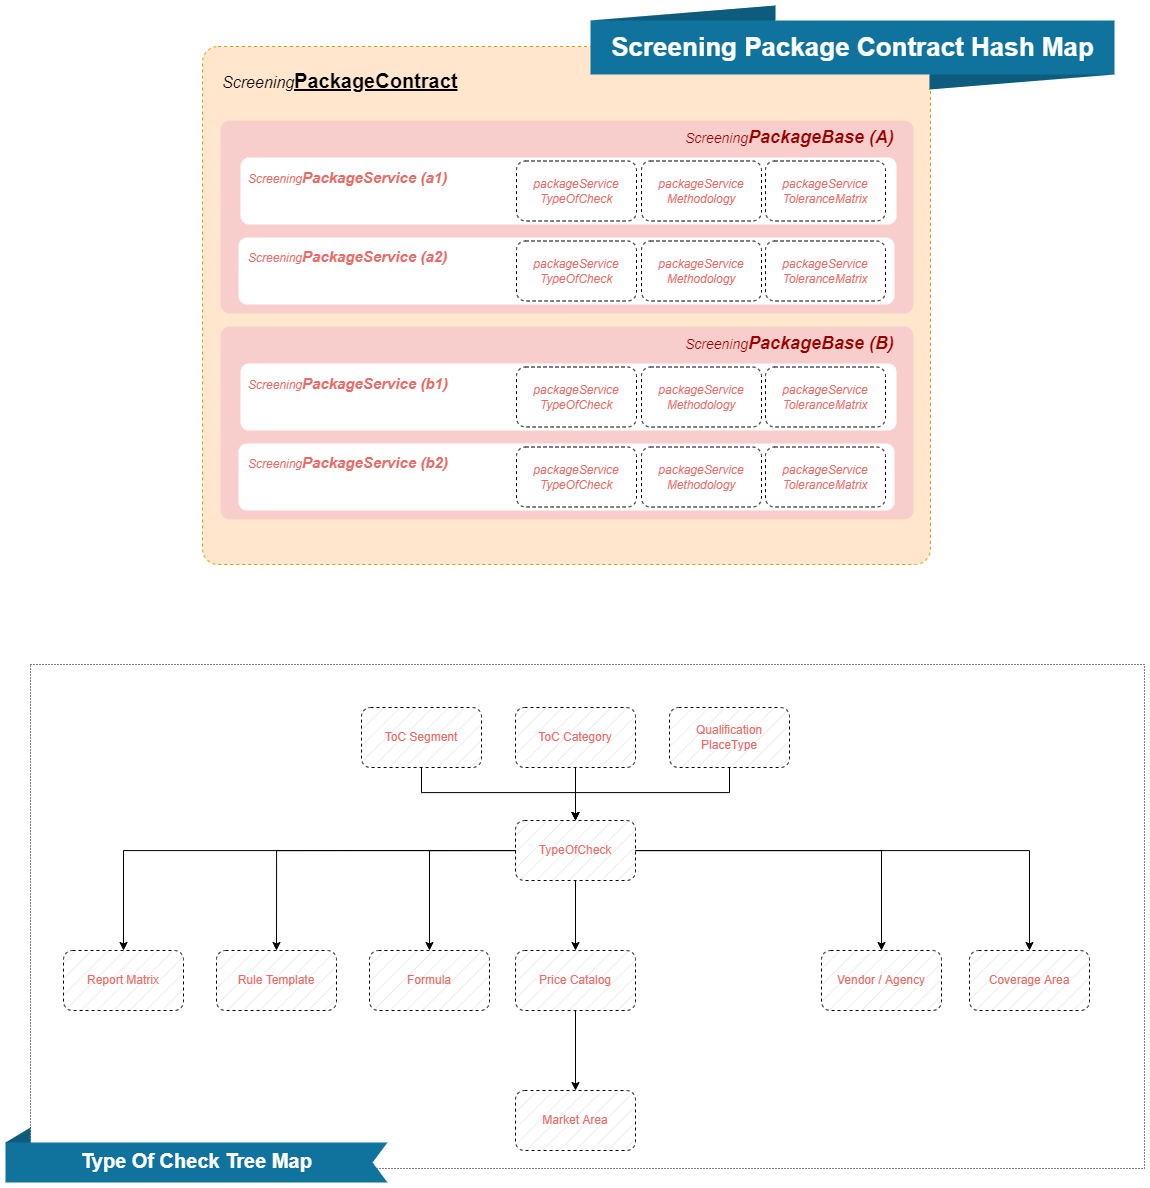 Screening Package Contract Hash Map
ScreeningPackageContract
ScreeningPackageBase (A)
ScreeningPackageService (a1)
packageService
TypeOfCheck
packageService
Methodology
packageService
ToleranceMatrix
ScreeningPackageService (a2)
packageService
TypeOfCheck
packageService
Methodology
packageService
ToleranceMatrix
ScreeningPackageBase (B)
ScreeningPackageService (b1)
packageService
TypeOfCheck
packageService
Methodology
packageService
ToleranceMatrix
ScreeningPackageService (b2)
packageService
TypeOfCheck
packageService
Methodology
packageService
ToleranceMatrix
ToC Segment
ToC Category
Qualification
PlaceType
TypeOfCheck
Report Matrix
Rule Template
Formula
Price Catalog
Vendor / Agency
Coverage Area
Market Area
Type Of Check Tree Map